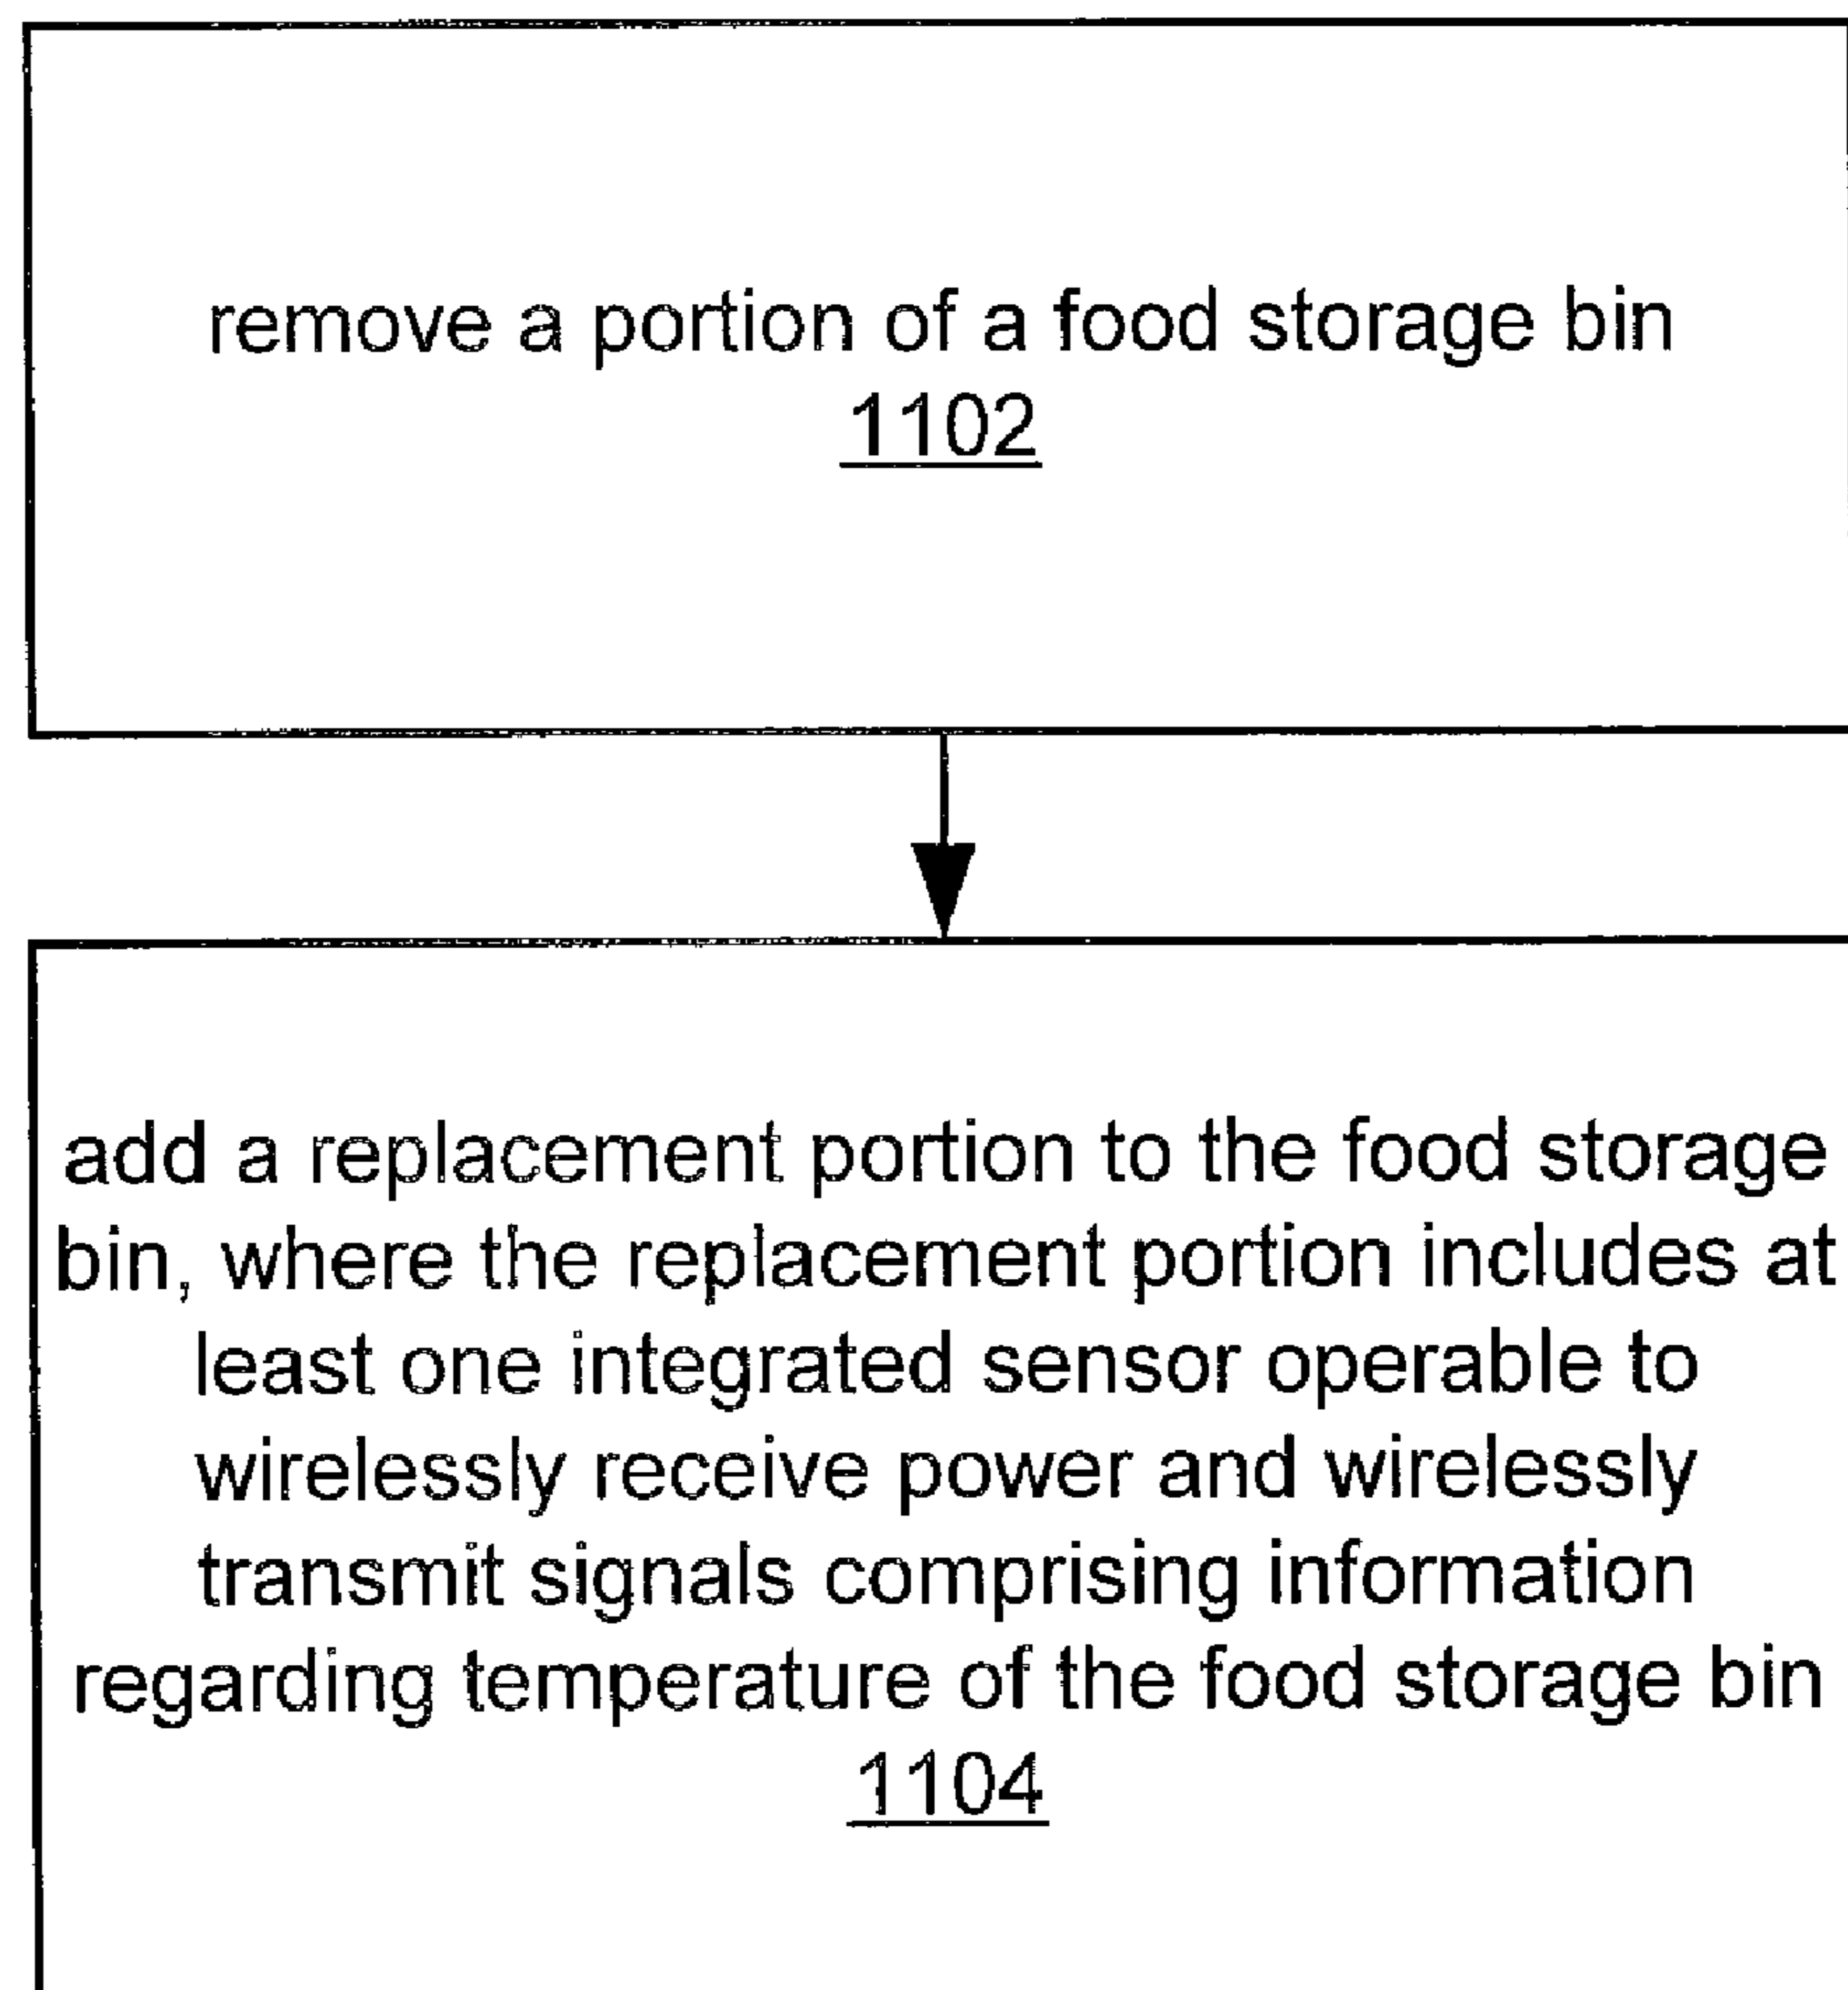 remove a portion of a food storage bin
1102
add a replacement portion to the food storage
bin, where the replacement portion includes at
least one integrated sensor operable to
wirelessly receive power and wirelessly
transmit signals comprising information
regarding temperature of the food storage bin
1104